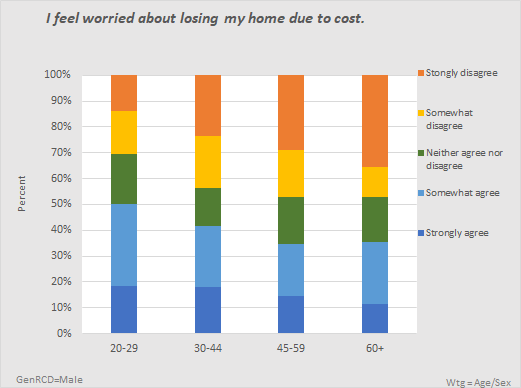 I feel worried about losing my home due to cost.
100%
90%
80%
70%
60%
50%
40%
30%
20%
10%
0%
Percent
20-29
30-44
45-59
60+
Stongly disagree
Somewhat
disagree
Neither agree nor
disagree
Somewhat agree
Strongly agree
GenRCD=Male
Wtg = Age/Sex